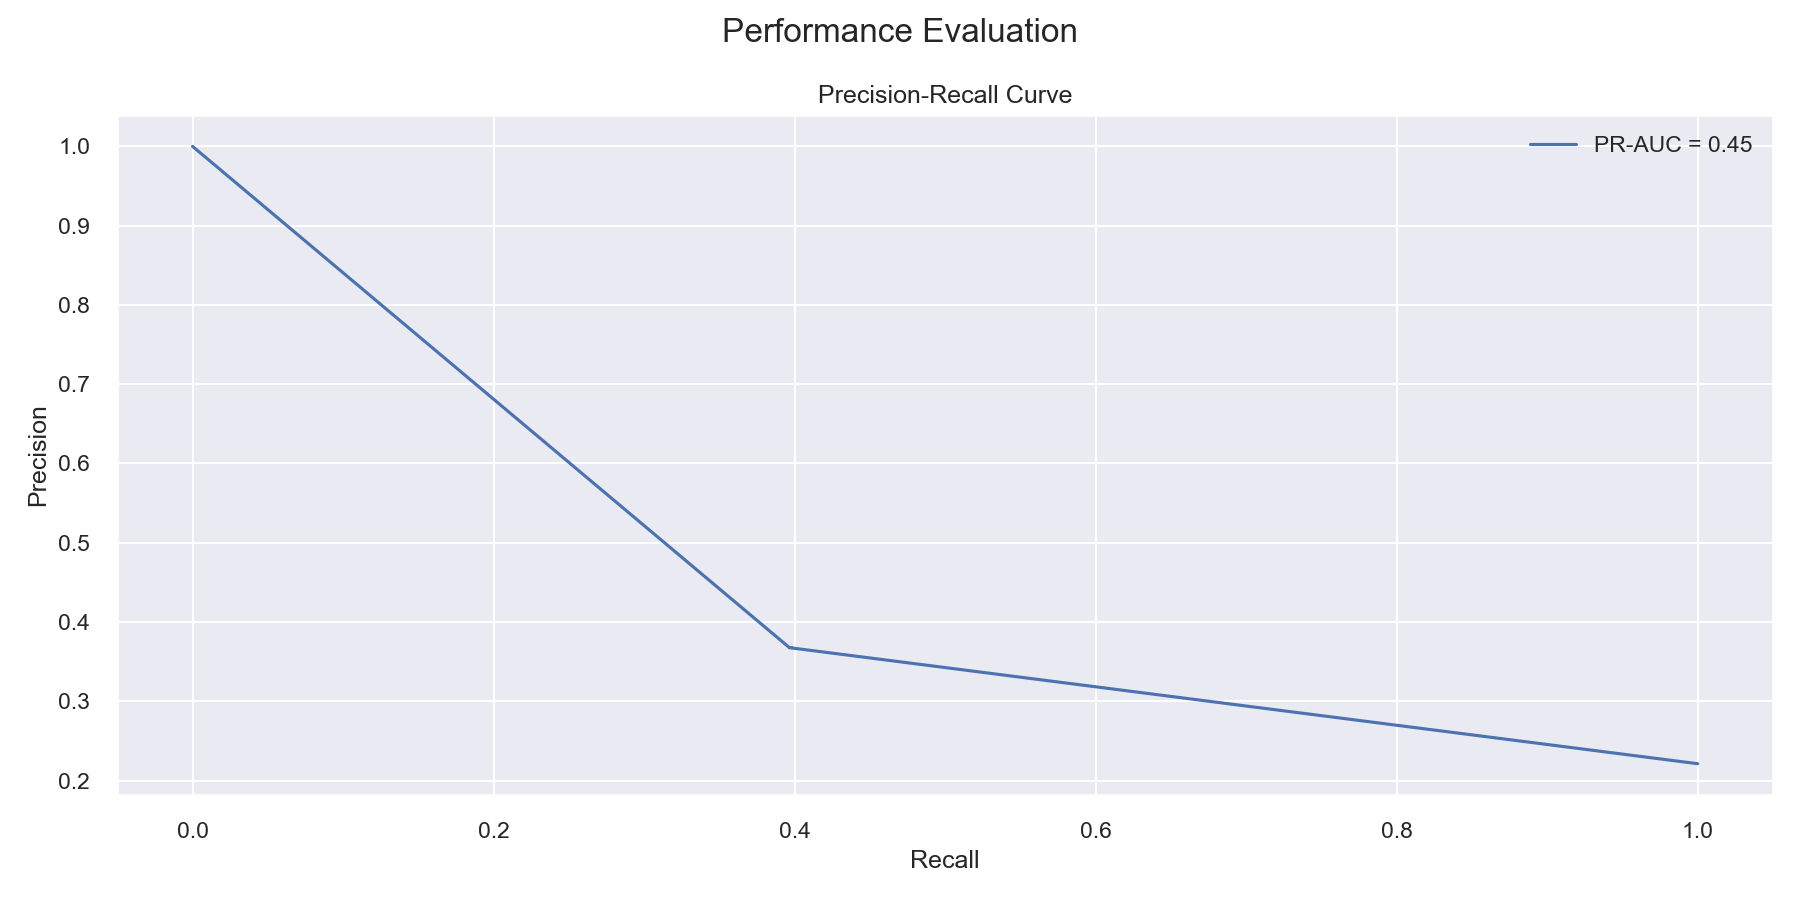 Performance Evaluation
Precision-Recall Curve
PR-AUC = 0.45
1.0
0.9
0.8
0.7
0.6
0.5
0.4
0.3
0.2
Precision
0.0 0.2 0.4 0.6 0.8 1.0
Recall